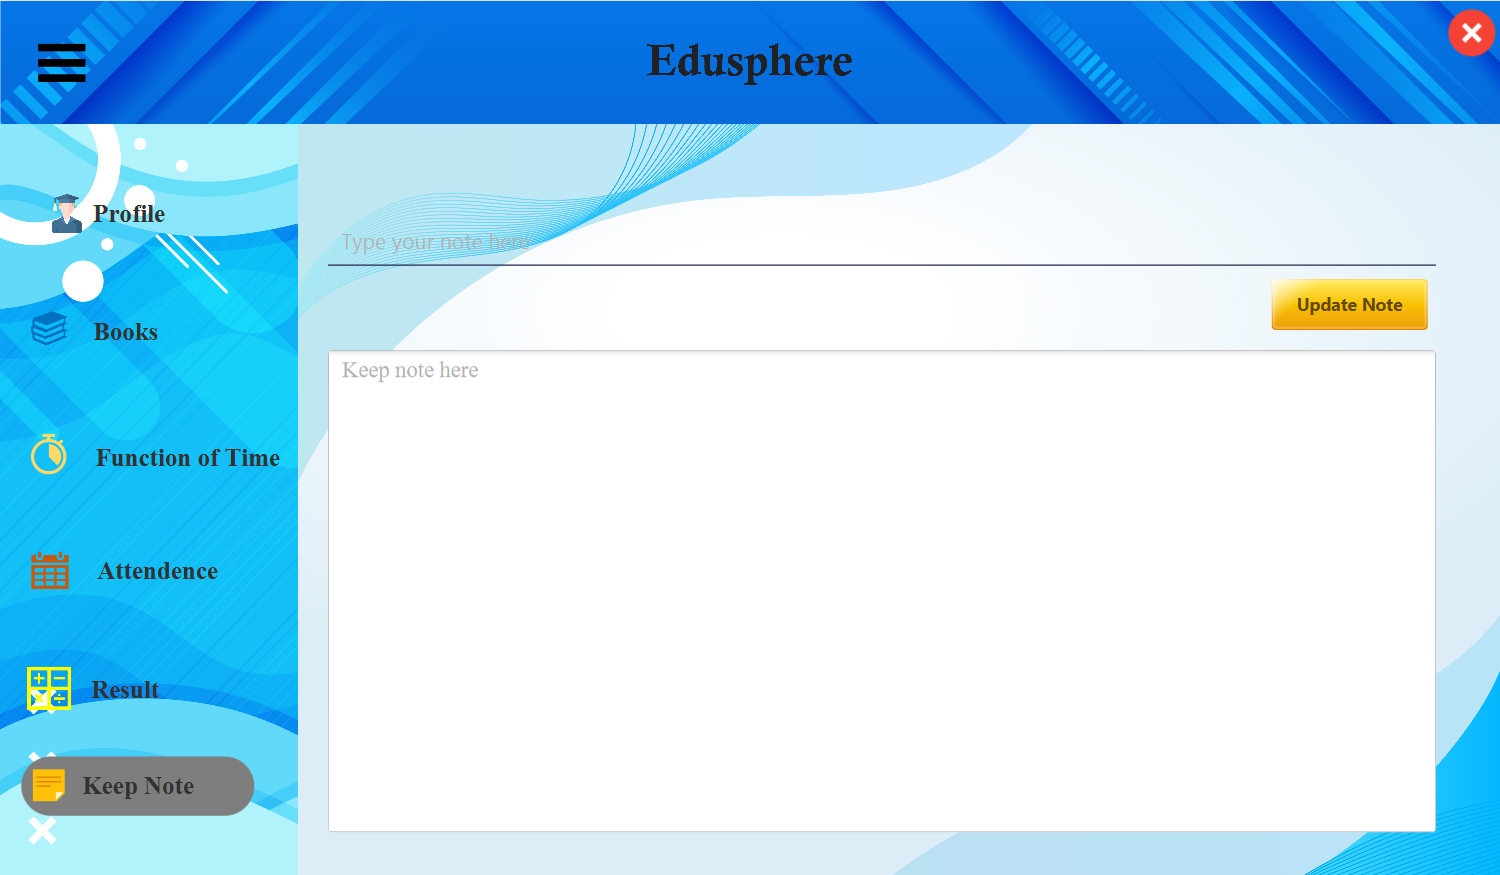 Edusphere
Profile
Books
Function of Time
Attendence
Result
Keep Note
Type your note here
Update Note
Keep note here